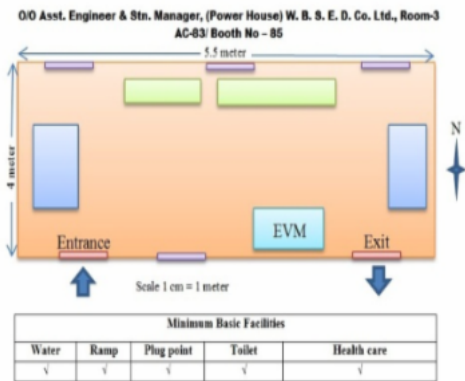 O/O Asst. Engineer & Stn. Manager, (Power House) W. B. S. E. D. Co. Ltd., Room-3
AC-83/ Booth No – 85
5.5 meter
N
4 meter
Entrance
EVM
Exit
Scale 1 cm = 1 meter
Minimum Basic Facilities
Water Ramp Plug point Toilet Health care
√ √ √ √ √